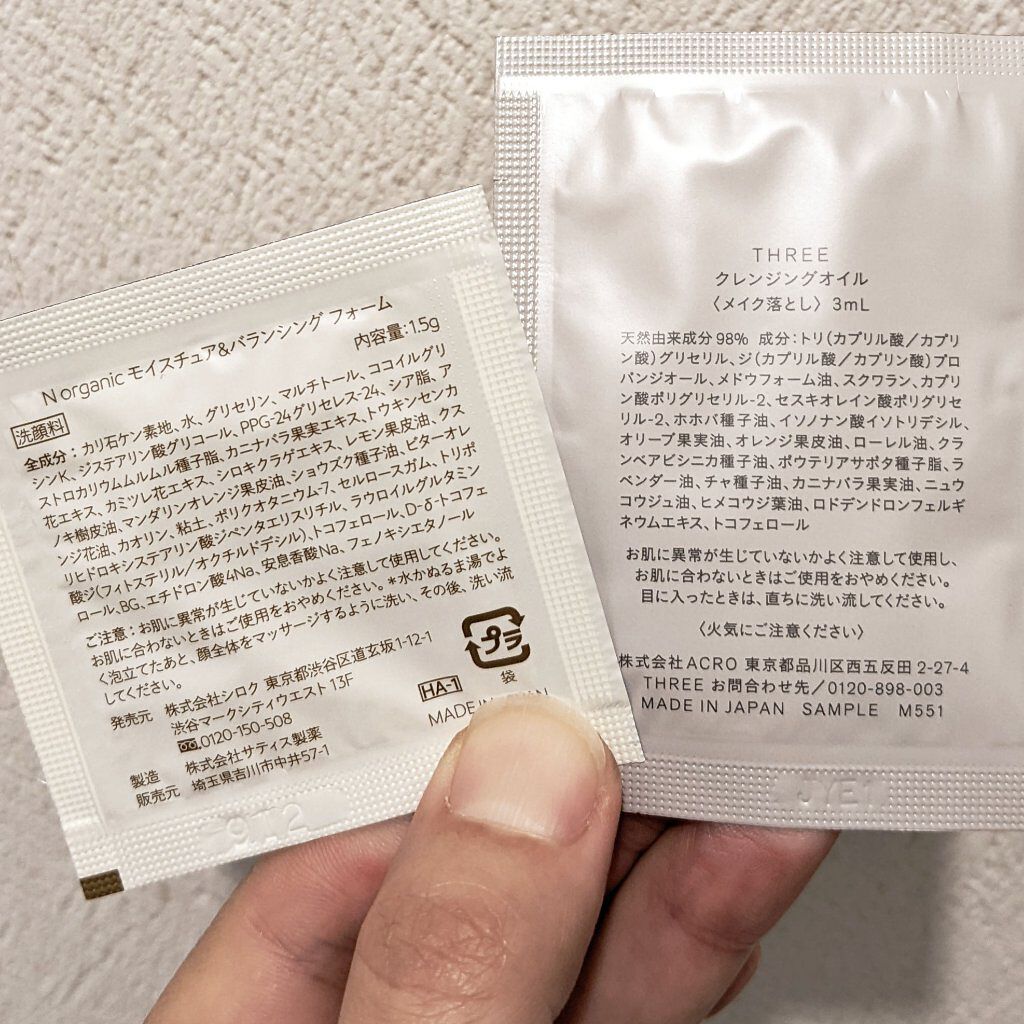 N organic モイスチュア&バランシング フォーム
内容量:1.5g
洗顔料
全成分：カリ石ケン素地、水、グリセリン、マルチトール、ココイルグリ
シンK、ジステアリン酸グリコール、PPG-24グリセレス-24、シア脂、ア
ストロカリウムムルムル種子脂、カニナバラ果実エキス、トウキンセンカ
花エキス、カミツレ花エキス、シロキクラゲエキス、レモン果皮油、クス
ノキ樹皮油、マンダリンオレンジ果皮油、ショウズク種子油、ビターオレ
ンジ花油、カオリン、粘土、ポリクオタニウム-7、セルロースガム、トリポ
リヒドロキシステアリン酸ジペンタエリスリチル、ラウロイルグルタミン
酸ジ(フィトステリル/オクチルドデシル)、トコフェロール、D-δ-トコフェ
ロール、BG、エチドロン酸4Na、安息香酸Na、フェノキシエタノール
ご注意：お肌に異常が生じていないかよく注意して使用してください。
お肌に合わないときはご使用をおやめください。＊水かぬるま湯でよ
く泡立てたあと、顔全体をマッサージするように洗い、その後、洗い流
してください。
発売元 株式会社シロク 東京都渋谷区道玄坂1-12-1
渋谷マークシティウエスト 13F
0120-150-508
製造 株式会社サティス製薬
販売元 埼玉県吉川市中井57-1
プラ
袋
HA-1
MADE IN JAPAN
9T2
THREE
クレンジングオイル
〈メイク落とし〉 3mL
天然由来成分98% 成分：トリ(カプリル酸／カプリ
ン酸)グリセリル、ジ(カプリル酸／カプリン酸)プロ
パンジオール、メドウフォーム油、スクワラン、カプリ
ン酸ポリグリセリル-2、セスキオレイン酸ポリグリセ
リル-2、ホホバ種子油、イソノナン酸イソトリデシル、
オリーブ果実油、オレンジ果皮油、ローレル油、クラ
ンベアビシニカ種子油、ポウテリアサポタ種子脂、ラ
ベンダー油、チャ種子油、カニナバラ果実油、ニュウ
コウジュ油、ヒメコウジ葉油、ロドデンドロンフェルギ
ネウムエキス、トコフェロール
お肌に異常が生じていないかよく注意して使用し、
お肌に合わないときはご使用をおやめください。
目に入ったときは、直ちに洗い流してください。
〈火気にご注意ください〉
株式会社ACRO 東京都品川区西五反田2-27-4
THREE お問合わせ先／0120-898-003
MADE IN JAPAN SAMPLE M551